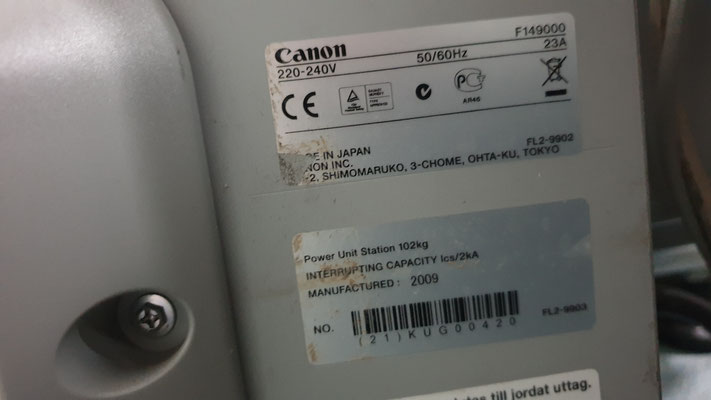 Canon
F149000
220-240V
50/60Hz
23A
CE
PC
AR46
E IN JAPAN
FL2-9902
NON INC.
-2, SHIMOMARUKO, 3-CHOME, OHTA-KU, TOKYO
Power Unit Station 102kg
INTERRUPTING CAPACITY Ics/2kA
MANUFACTURED : 2009
NO.
(21)KUG00420
FL2-9903
till jordat uttag.